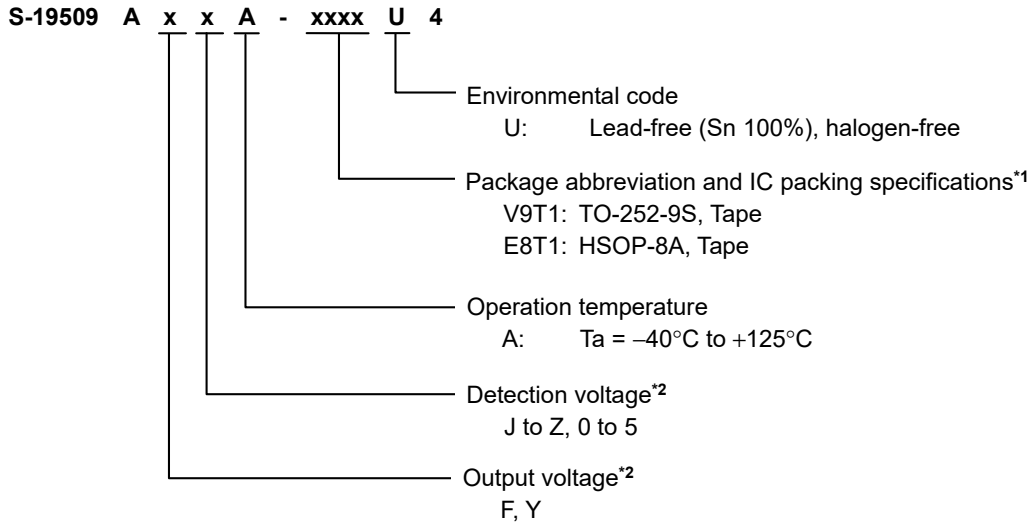 S-19509 A x x A - xxxx U 4
Environmental code
U: Lead-free (Sn 100%), halogen-free
Package abbreviation and IC packing specifications*1
V9T1: TO-252-9S, Tape
E8T1: HSOP-8A, Tape
Operation temperature
A: Ta = −40°C to +125°C
Detection voltage*2
J to Z, 0 to 5
Output voltage*2
F, Y